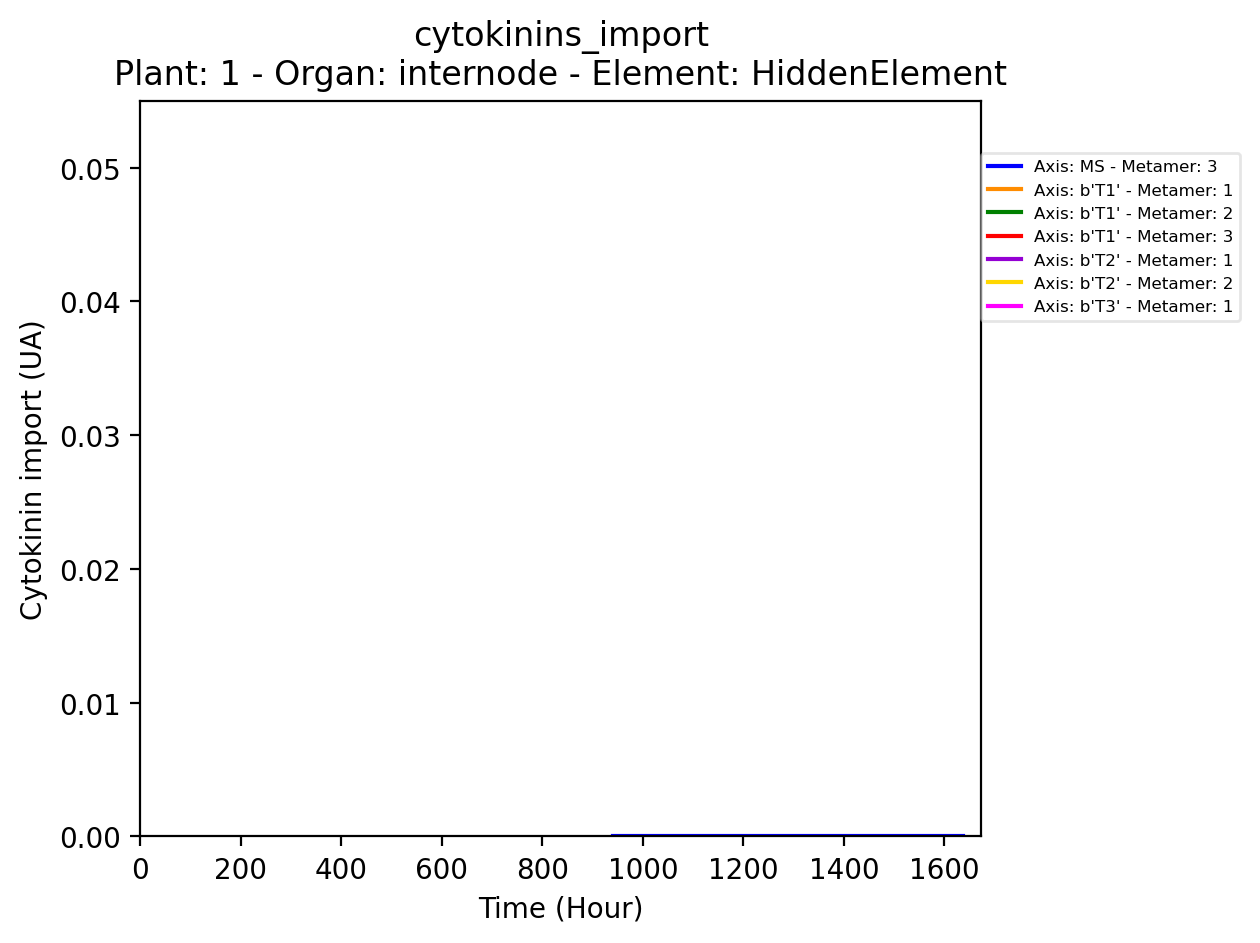 cytokinins_import
Plant: 1 - Organ: internode - Element: HiddenElement
Cytokinin import (UA)
0.05
0.04
0.03
0.02
0.01
0.00
0 200 400 600 800 1000 1200 1400 1600
Time (Hour)
Axis: MS - Metamer: 3
Axis: b'T1' - Metamer: 1
Axis: b'T1' - Metamer: 2
Axis: b'T1' - Metamer: 3
Axis: b'T2' - Metamer: 1
Axis: b'T2' - Metamer: 2
Axis: b'T3' - Metamer: 1